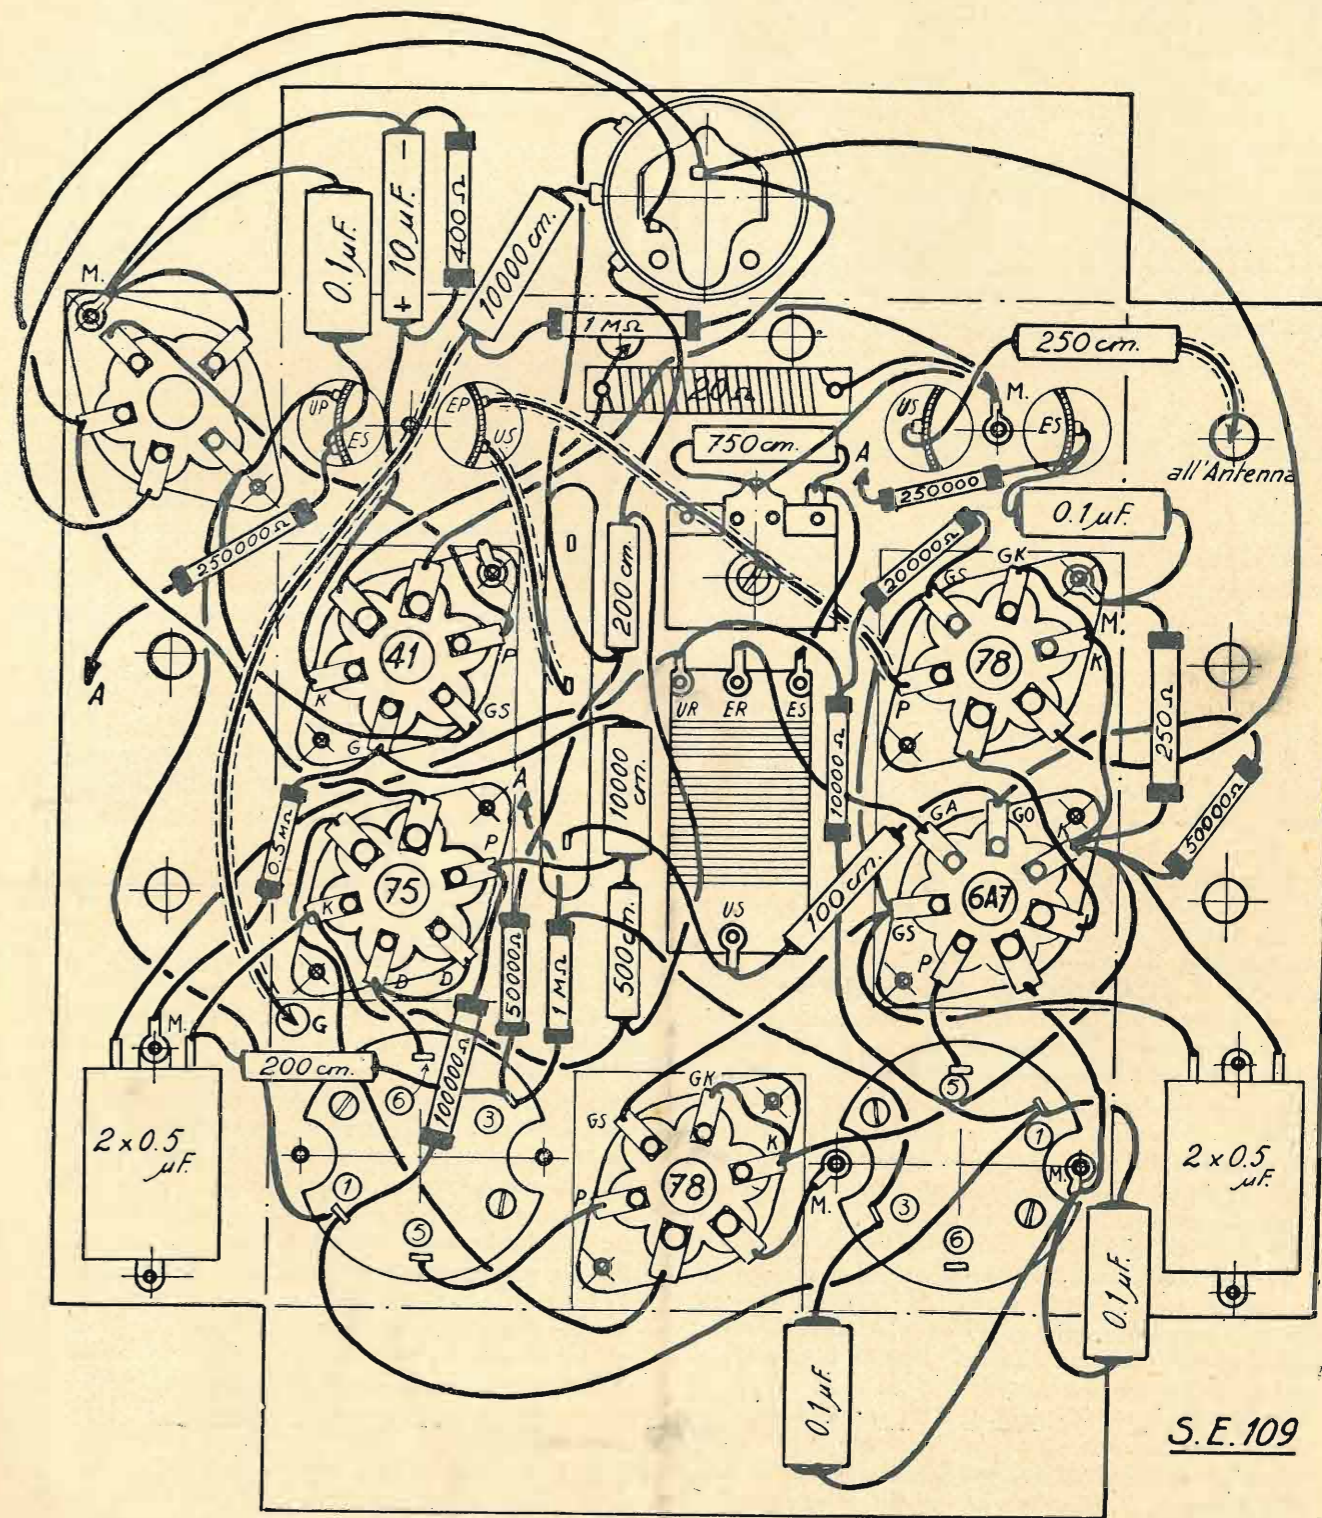 0.1 µF.
-
10 µF.
+
400 Ω
10000 cm.
M.
1 MΩ
250 cm.
20 Ω
UP
ES
EP
US
750 cm.
US
M.
ES
A
250000
all'Antenna
0.1 µF.
250000 Ω
A
200 cm.
20000 Ω
GS
GK
M.
K
P
78
41
P
K
GS
G
UR
ER
ES
250 Ω
10000 Ω
10000
cm.
A
0.5 MΩ
P
75
K
D
D
50000 Ω
1 MΩ
500 cm.
US
100 cm.
GA
GO
K
6A7
GS
P
50000 Ω
G
M.
200 cm.
100000 Ω
2 x 0.5
µF.
6
3
1
5
GS
GK
K
P
78
M.
5
1
M.
3
6
2 x 0.5
µF.
0.1 µF.
0.1 µF.
S.E. 109